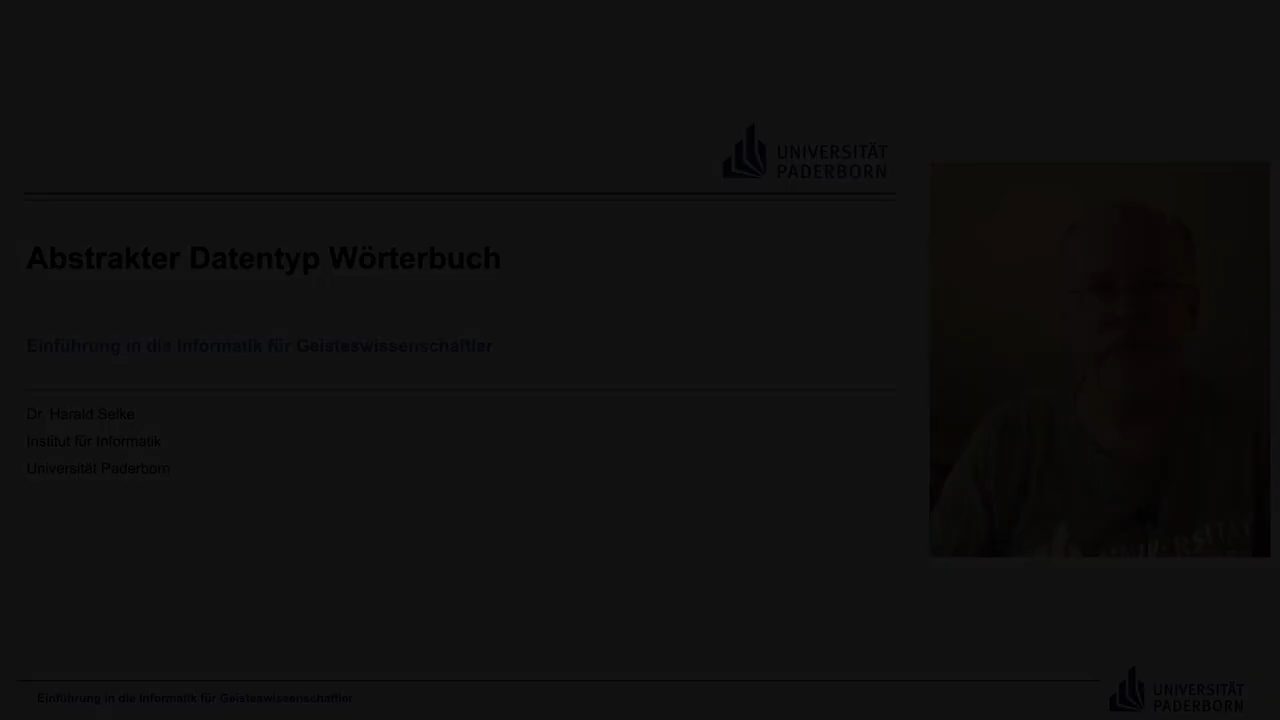 UNIVERSITÄT
PADERBORN
Abstrakter Datentyp Wörterbuch
Einführung in die Informatik für Geisteswissenschaftler
Dr. Harald Selke
Institut für Informatik
Universität Paderborn
Einführung in die Informatik für Geisteswissenschaftler
UNIVERSITÄT
PADERBORN